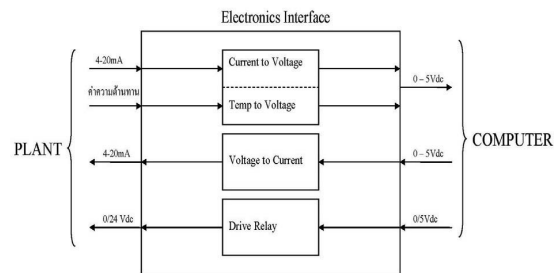 Electronics Interface
4-20mA
Current to Voltage
0 – 5Vdc
ค่าความต้านทาน
Temp to Voltage
PLANT
COMPUTER
4-20mA
Voltage to Current
0 – 5Vdc
0/24 Vdc
Drive Relay
0/5Vdc